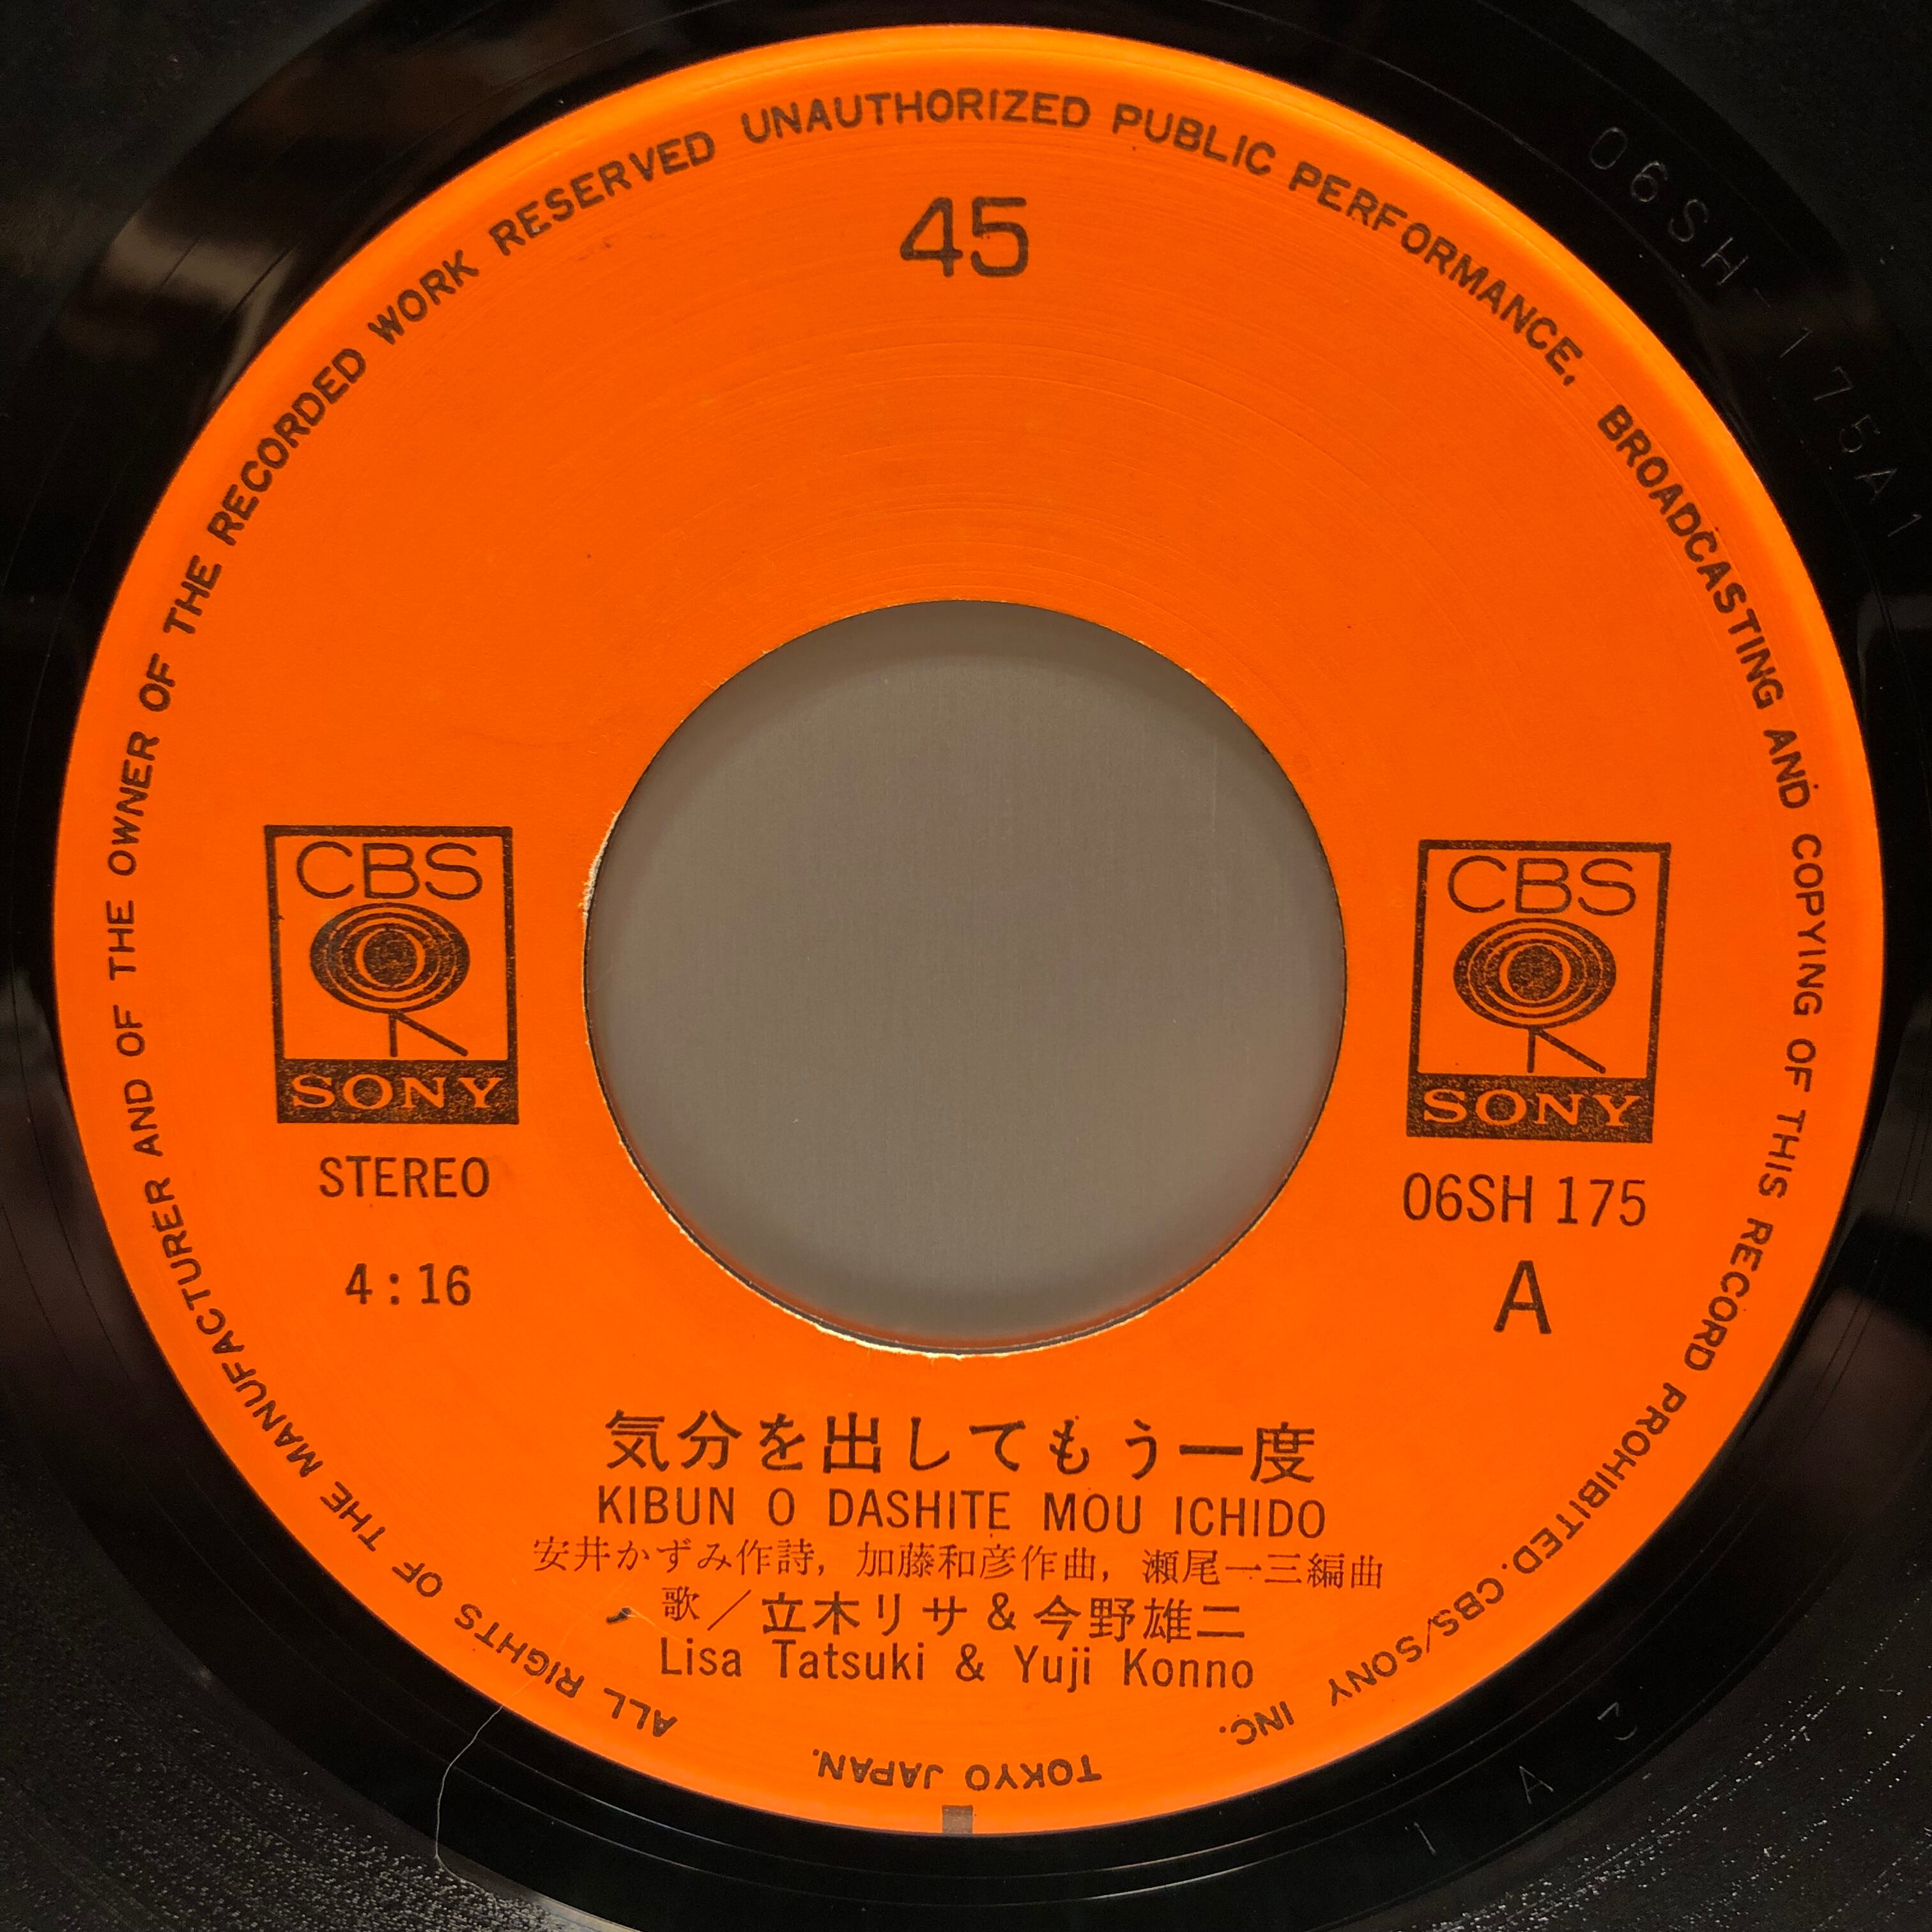 ALL RIGHTS OF THE MANUFACTURER AND OF THE OWNER OF THE RECORDED WORK RESERVED UNAUTHORIZED PUBLIC PERFORMANCE, BROADCASTING AND COPYING OF THIS RECORD PROHIBITED. CBS/SONY INC.
TOKYO JAPAN.
45
06SH-175A1
CBS
SONY
CBS
SONY
STEREO
06SH 175
4:16
A
気分を出してもう一度
KIBUN O DASHITE MOU ICHIDO
安井かずみ作詩, 加藤和彦作曲, 瀬尾一三編曲
歌／立木リサ & 今野雄二
Lisa Tatsuki & Yuji Konno
1 A 2